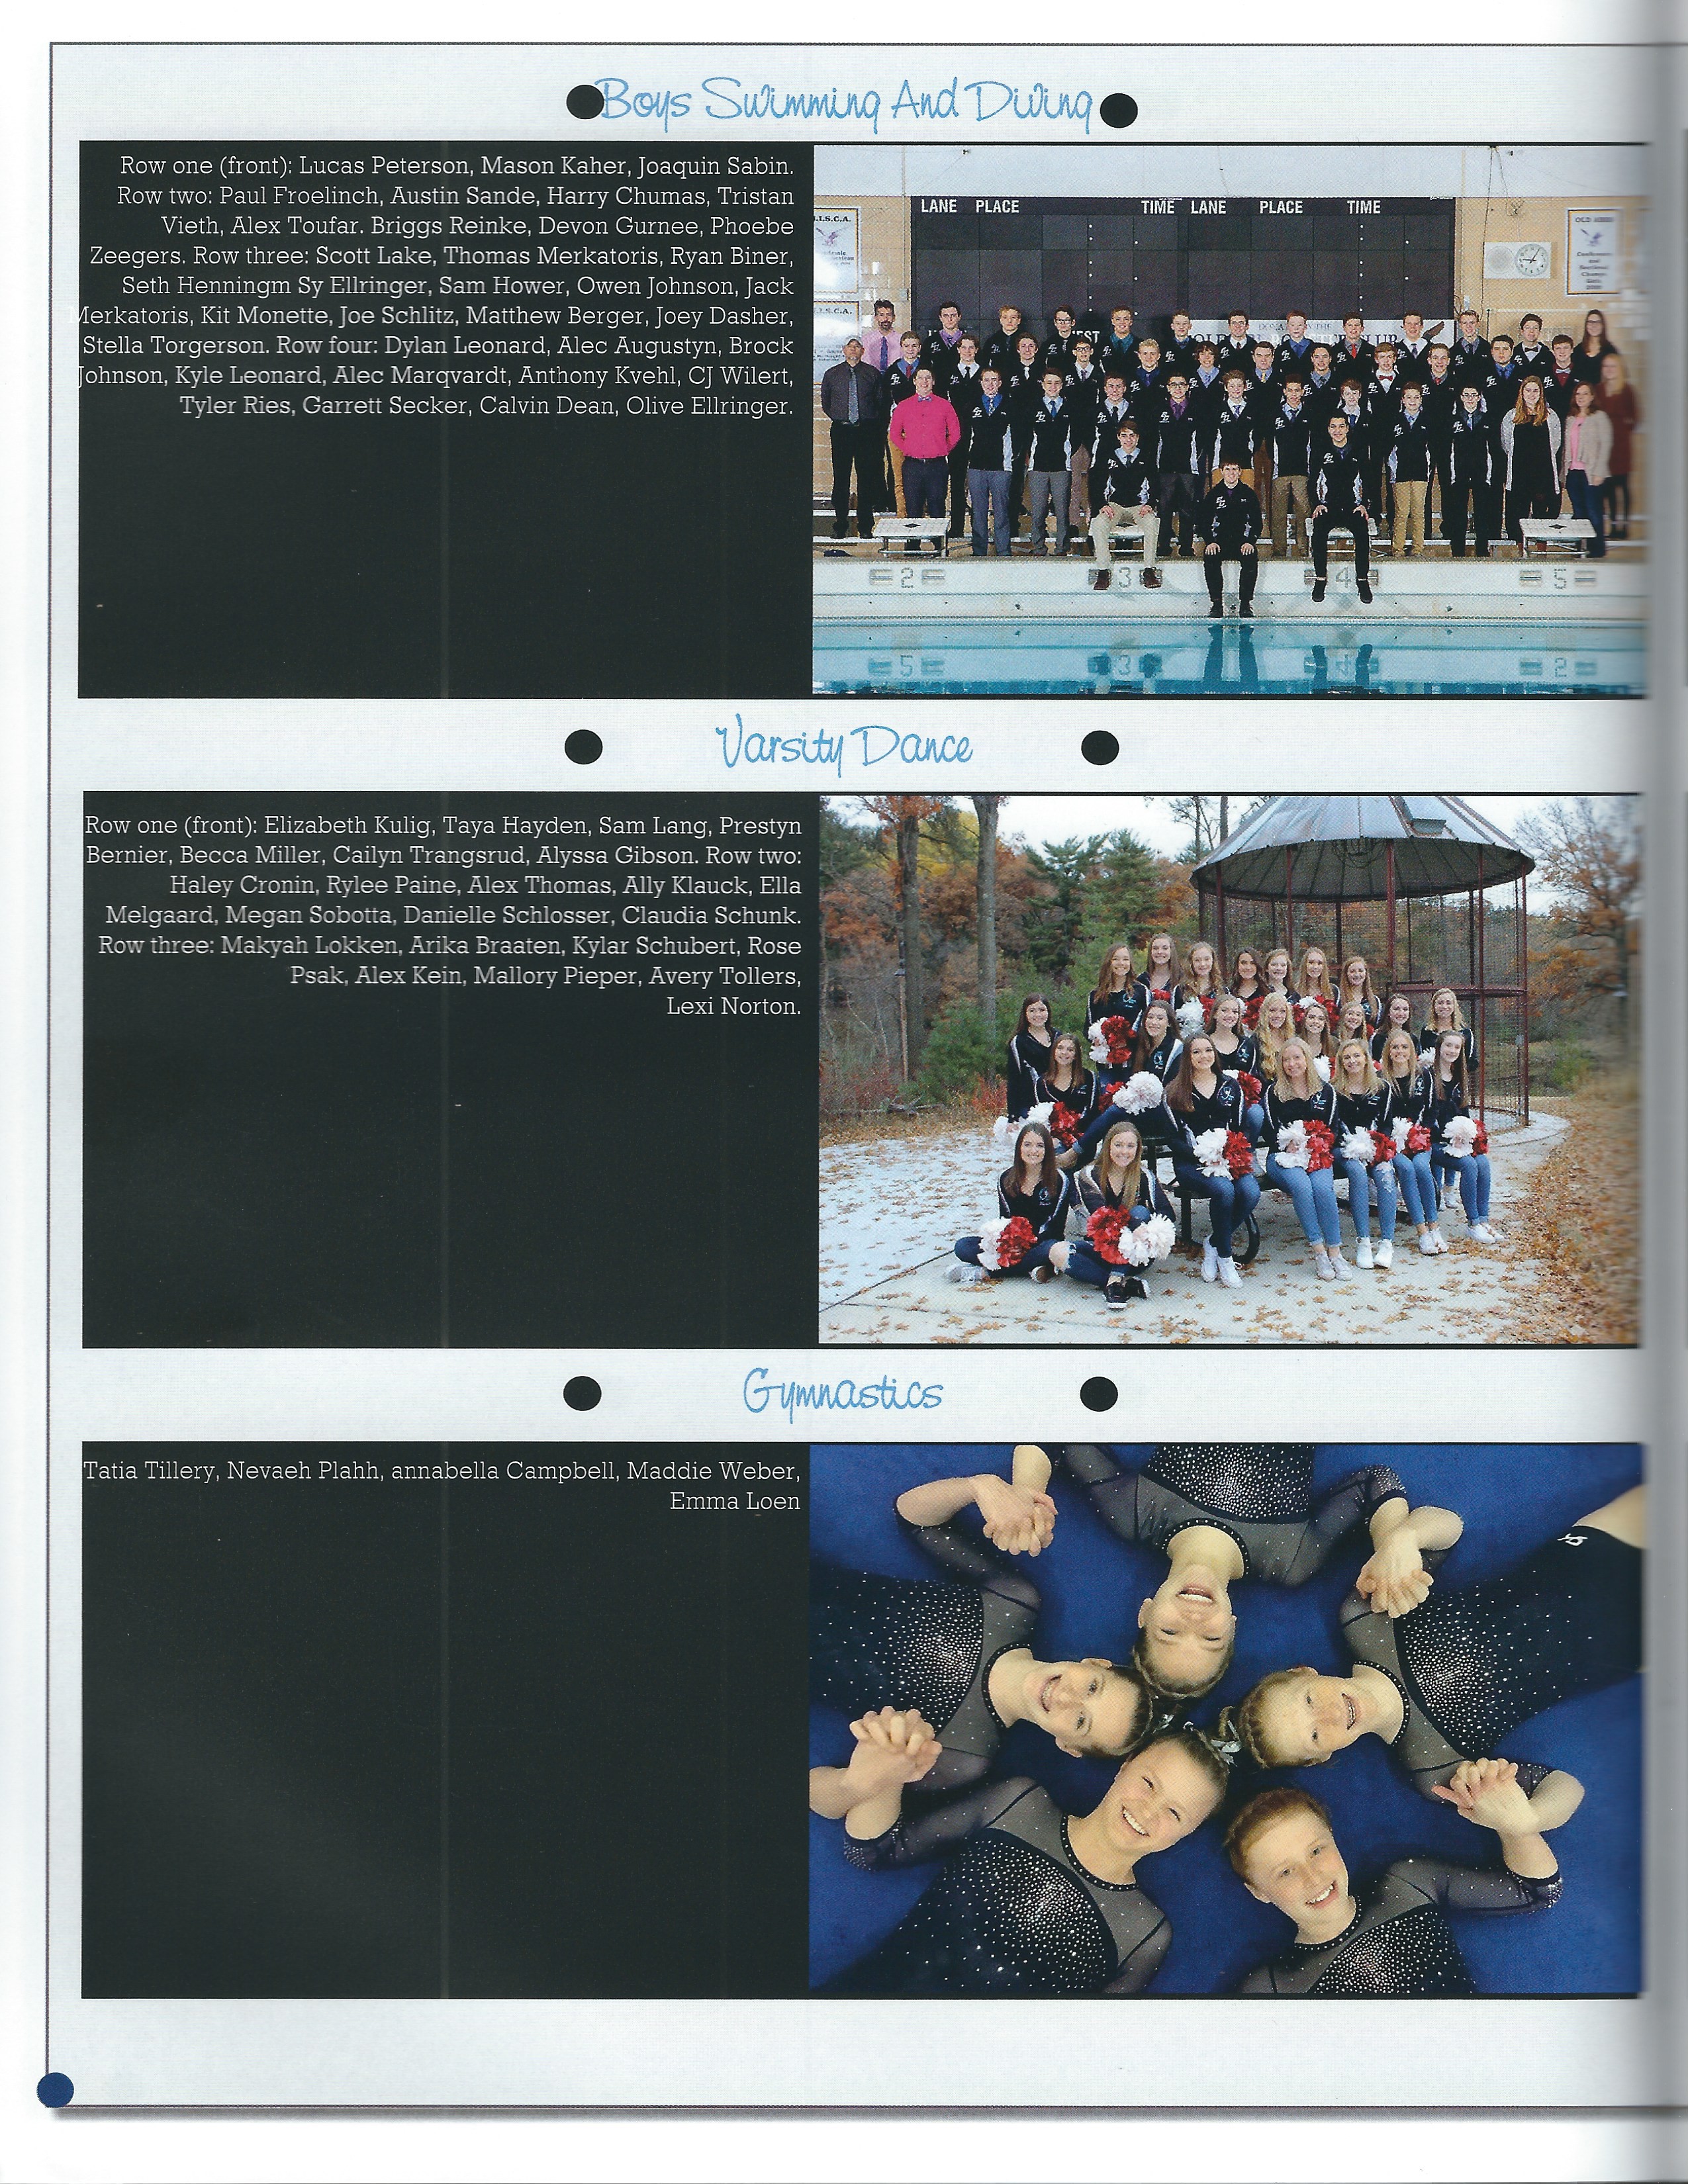 Boys Swimming And Diving
Row one (front): Lucas Peterson, Mason Kaher, Joaquin Sabin.
Row two: Paul Froelinch, Austin Sande, Harry Chumas, Tristan
Vieth, Alex Toufar. Briggs Reinke, Devon Gurnee, Phoebe
Zeegers. Row three: Scott Lake, Thomas Merkatoris, Ryan Biner,
Seth Henningm Sy Ellringer, Sam Hower, Owen Johnson, Jack
Merkatoris, Kit Monette, Joe Schlitz, Matthew Berger, Joey Dasher,
Stella Torgerson. Row four: Dylan Leonard, Alec Augustyn, Brock
Johnson, Kyle Leonard, Alec Marqvardt, Anthony Kvehl, CJ Wilert,
Tyler Ries, Garrett Secker, Calvin Dean, Olive Ellringer.
LANE PLACE TIME LANE PLACE TIME
2 3 4 5
Varsity Dance
Row one (front): Elizabeth Kulig, Taya Hayden, Sam Lang, Prestyn
Bernier, Becca Miller, Cailyn Trangsrud, Alyssa Gibson. Row two:
Haley Cronin, Rylee Paine, Alex Thomas, Ally Klauck, Ella
Melgaard, Megan Sobotta, Danielle Schlosser, Claudia Schunk.
Row three: Makyah Lokken, Arika Braaten, Kylar Schubert, Rose
Psak, Alex Kein, Mallory Pieper, Avery Tollers,
Lexi Norton.
Gymnastics
Tatia Tillery, Nevaeh Plahh, annabella Campbell, Maddie Weber,
Emma Loen